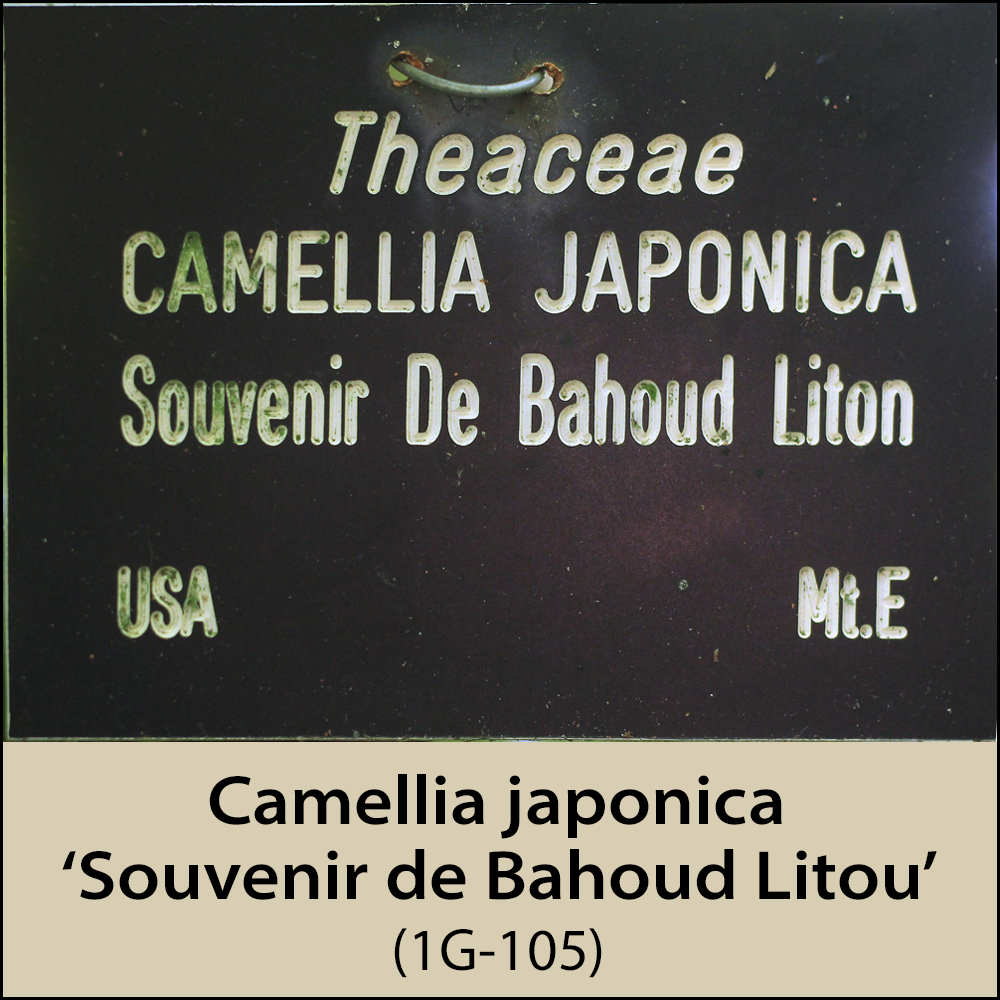 Theaceae
CAMELLIA JAPONICA
Souvenir De Bahoud Liton
USA Mt.E
Camellia japonica
‘Souvenir de Bahoud Litou’
(1G-105)